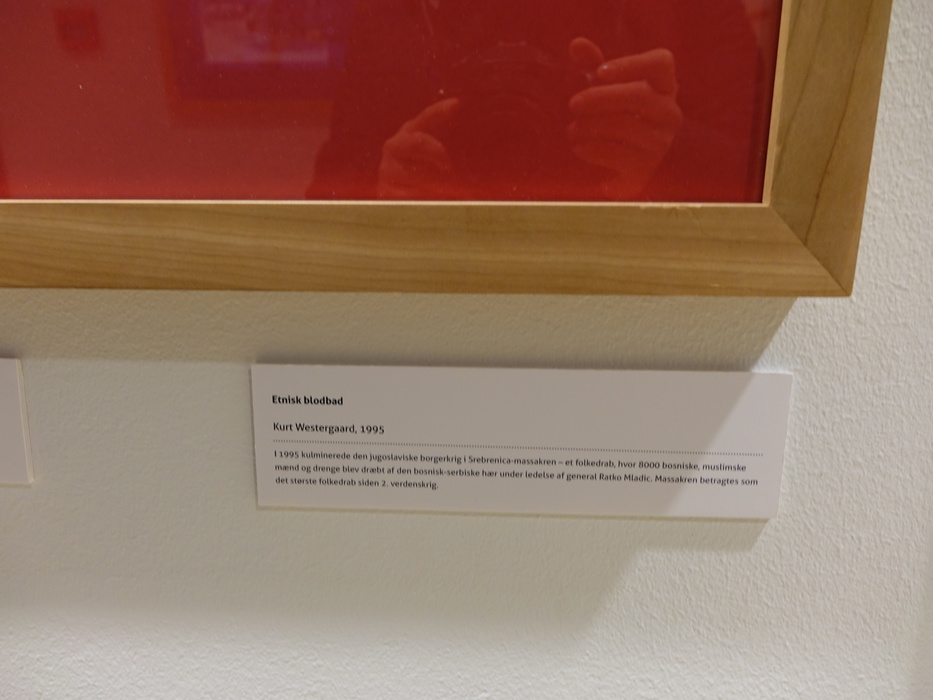 Etnisk blodbad
Kurt Westergaard, 1995
I 1995 kulminerede den jugoslaviske borgerkrig i Srebrenica-massakren – et folkedrab, hvor 8000 bosniske, muslimske
mænd og drenge blev dræbt af den bosnisk-serbiske hær under ledelse af general Ratko Mladic. Massakren betragtes som
det største folkedrab siden 2. verdenskrig.